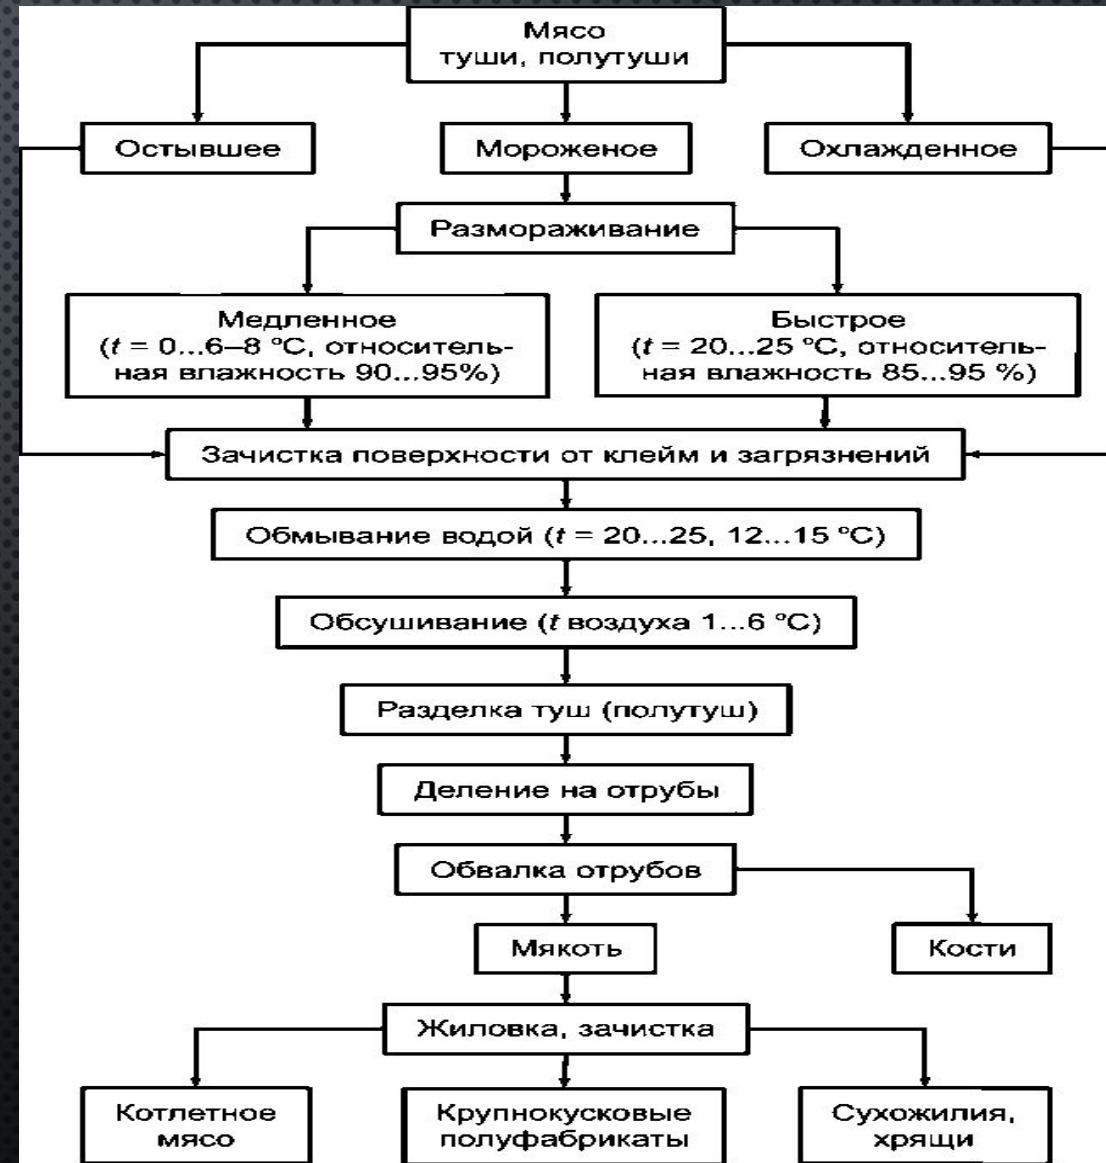 Мясо
туши, полутуши
Остывшее
Мороженое
Охлажденное
Размораживание
Медленное
(t = 0...6–8 °С, относитель-
ная влажность 90...95%)
Быстрое
(t = 20...25 °С, относитель-
ная влажность 85...95 %)
Зачистка поверхности от клейм и загрязнений
Обмывание водой (t = 20...25, 12...15 °С)
Обсушивание (t воздуха 1...6 °С)
Разделка туш (полутуш)
Деление на отрубы
Обвалка отрубов
Мякоть
Кости
Жиловка, зачистка
Котлетное
мясо
Крупнокусковые
полуфабрикаты
Сухожилия,
хрящи